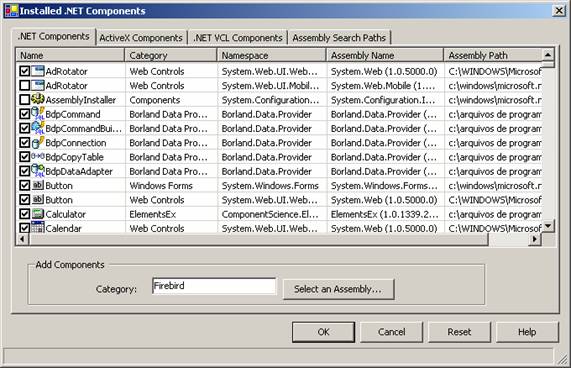 Installed .NET Components
.NET Components ActiveX Components .NET VCL Components Assembly Search Paths
Name Category Namespace Assembly Name Assembly Path
AdRotator Web Controls System.Web.UI.Web... System.Web (1.0.5000.0) C:\WINDOWS\Microsof
AdRotator Web Controls System.Web.UI.Mobil... System.Web.Mobile (1.... c:\windows\microsoft.n
AssemblyInstaller Components System.Configuration... System.Configuration.I... c:\windows\microsoft.n
BdpCommand Borland Data Pro... Borland.Data.Provider Borland.Data.Provider (... c:\arquivos de program
BdpCommandBui... Borland Data Pro... Borland.Data.Provider Borland.Data.Provider (... c:\arquivos de program
BdpConnection Borland Data Pro... Borland.Data.Provider Borland.Data.Provider (... c:\arquivos de program
BdpCopyTable Borland Data Pro... Borland.Data.Provider Borland.Data.Provider (... c:\arquivos de program
BdpDataAdapter Borland Data Pro... Borland.Data.Provider Borland.Data.Provider (... c:\arquivos de program
Button Windows Forms System.Windows.Forms System.Windows.Forms... c:\windows\microsoft.n
Button Web Controls System.Web.UI.Web... System.Web (1.0.5000.0) C:\WINDOWS\Microsof
Calculator ElementsEx ComponentScience.El... ElementsEx (1.0.1339.2... c:\arquivos de program
Calendar Web Controls System.Web.UI.Web... System.Web (1.0.5000.0) C:\WINDOWS\Microsof
Add Components
Category: Firebird Select an Assembly...
OK Cancel Reset Help